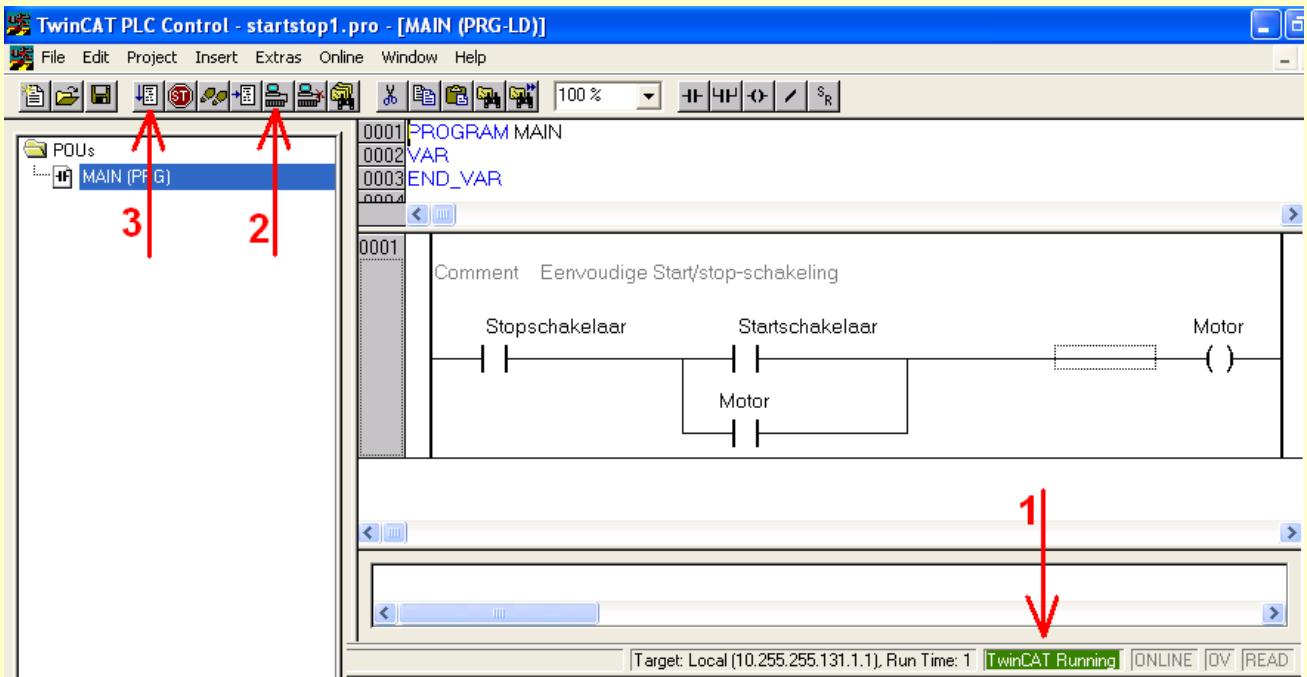 TwinCAT PLC Control - startstop1.pro - [MAIN (PRG-LD)]
File Edit Project Insert Extras Online Window Help
100 %
POUs
MAIN (PRG)
3
2
0001 PROGRAM MAIN
0002 VAR
0003 END_VAR
0004
0001
Comment Eenvoudige Start/stop-schakeling
Stopschakelaar Startschakelaar Motor
Motor
1
Target: Local (10.255.255.131.1.1), Run Time: 1 TwinCAT Running ONLINE OV READ